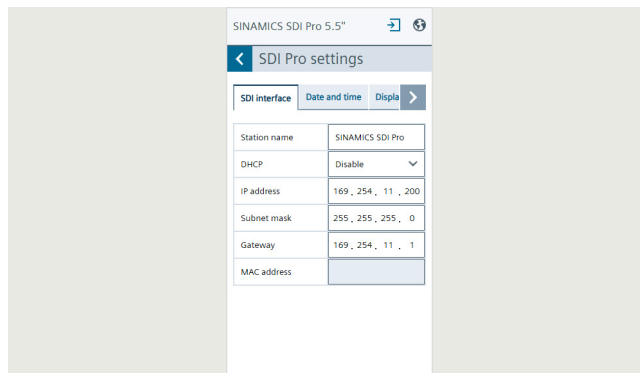 SINAMICS SDI Pro 5.5"
SDI Pro settings
SDI interface Date and time Displa
Station name SINAMICS SDI Pro
DHCP Disable
IP address 169 . 254 . 11 . 200
Subnet mask 255 . 255 . 255 . 0
Gateway 169 . 254 . 11 . 1
MAC address